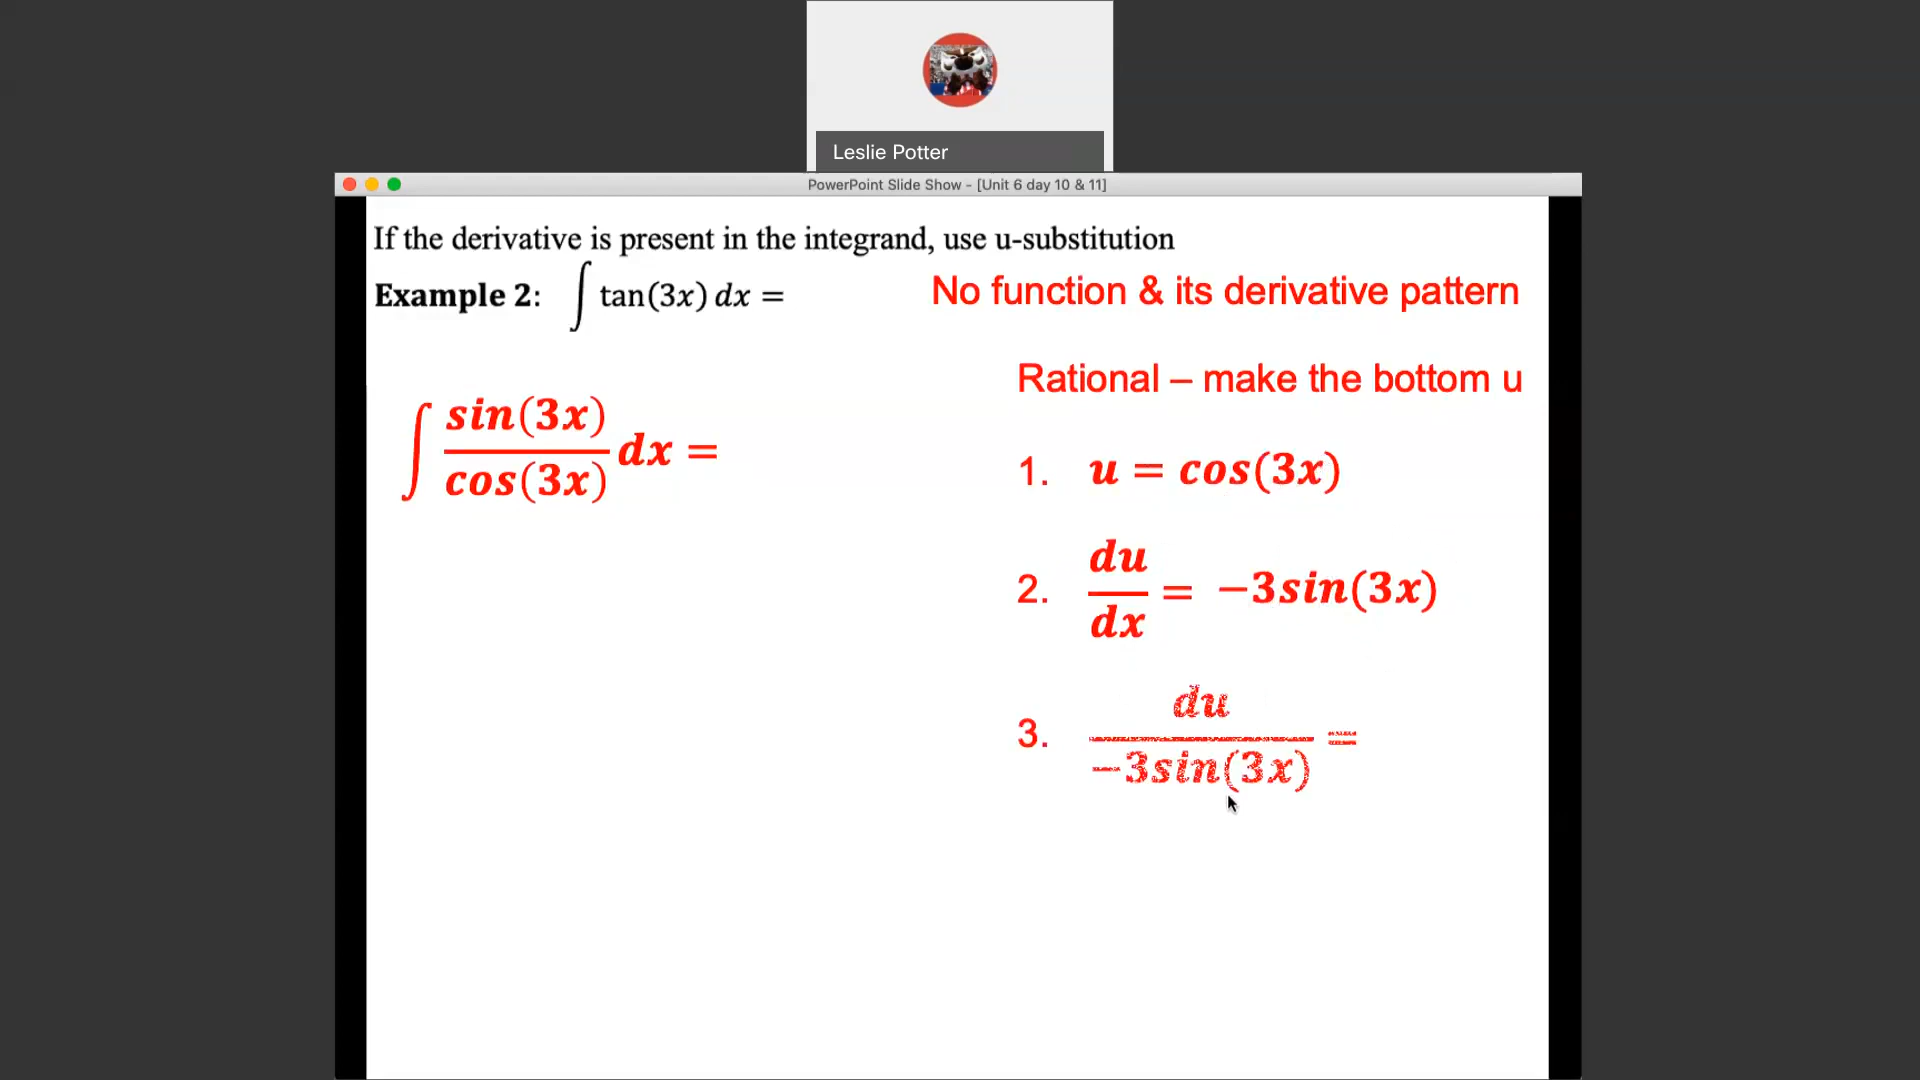 Leslie Potter
PowerPoint Slide Show - [Unit 6 day 10 & 11]
If the derivative is present in the integrand, use u-substitution
Example 2: ∫ tan(3x) dx =
No function & its derivative pattern
Rational – make the bottom u
∫ sin(3x)/cos(3x) dx =
1. u = cos(3x)
2. du/dx = −3sin(3x)
3. du/−3sin(3x) =